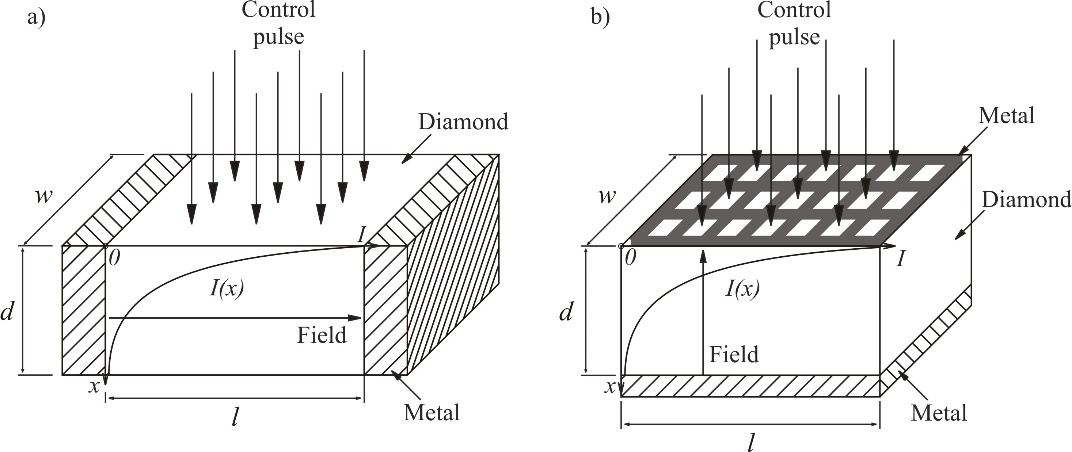 a)
Control
pulse
Diamond
w
0
I
d
I(x)
Field
x
Metal
l
b)
Control
pulse
Metal
w
Diamond
0
I
d
I(x)
Field
x
Metal
l